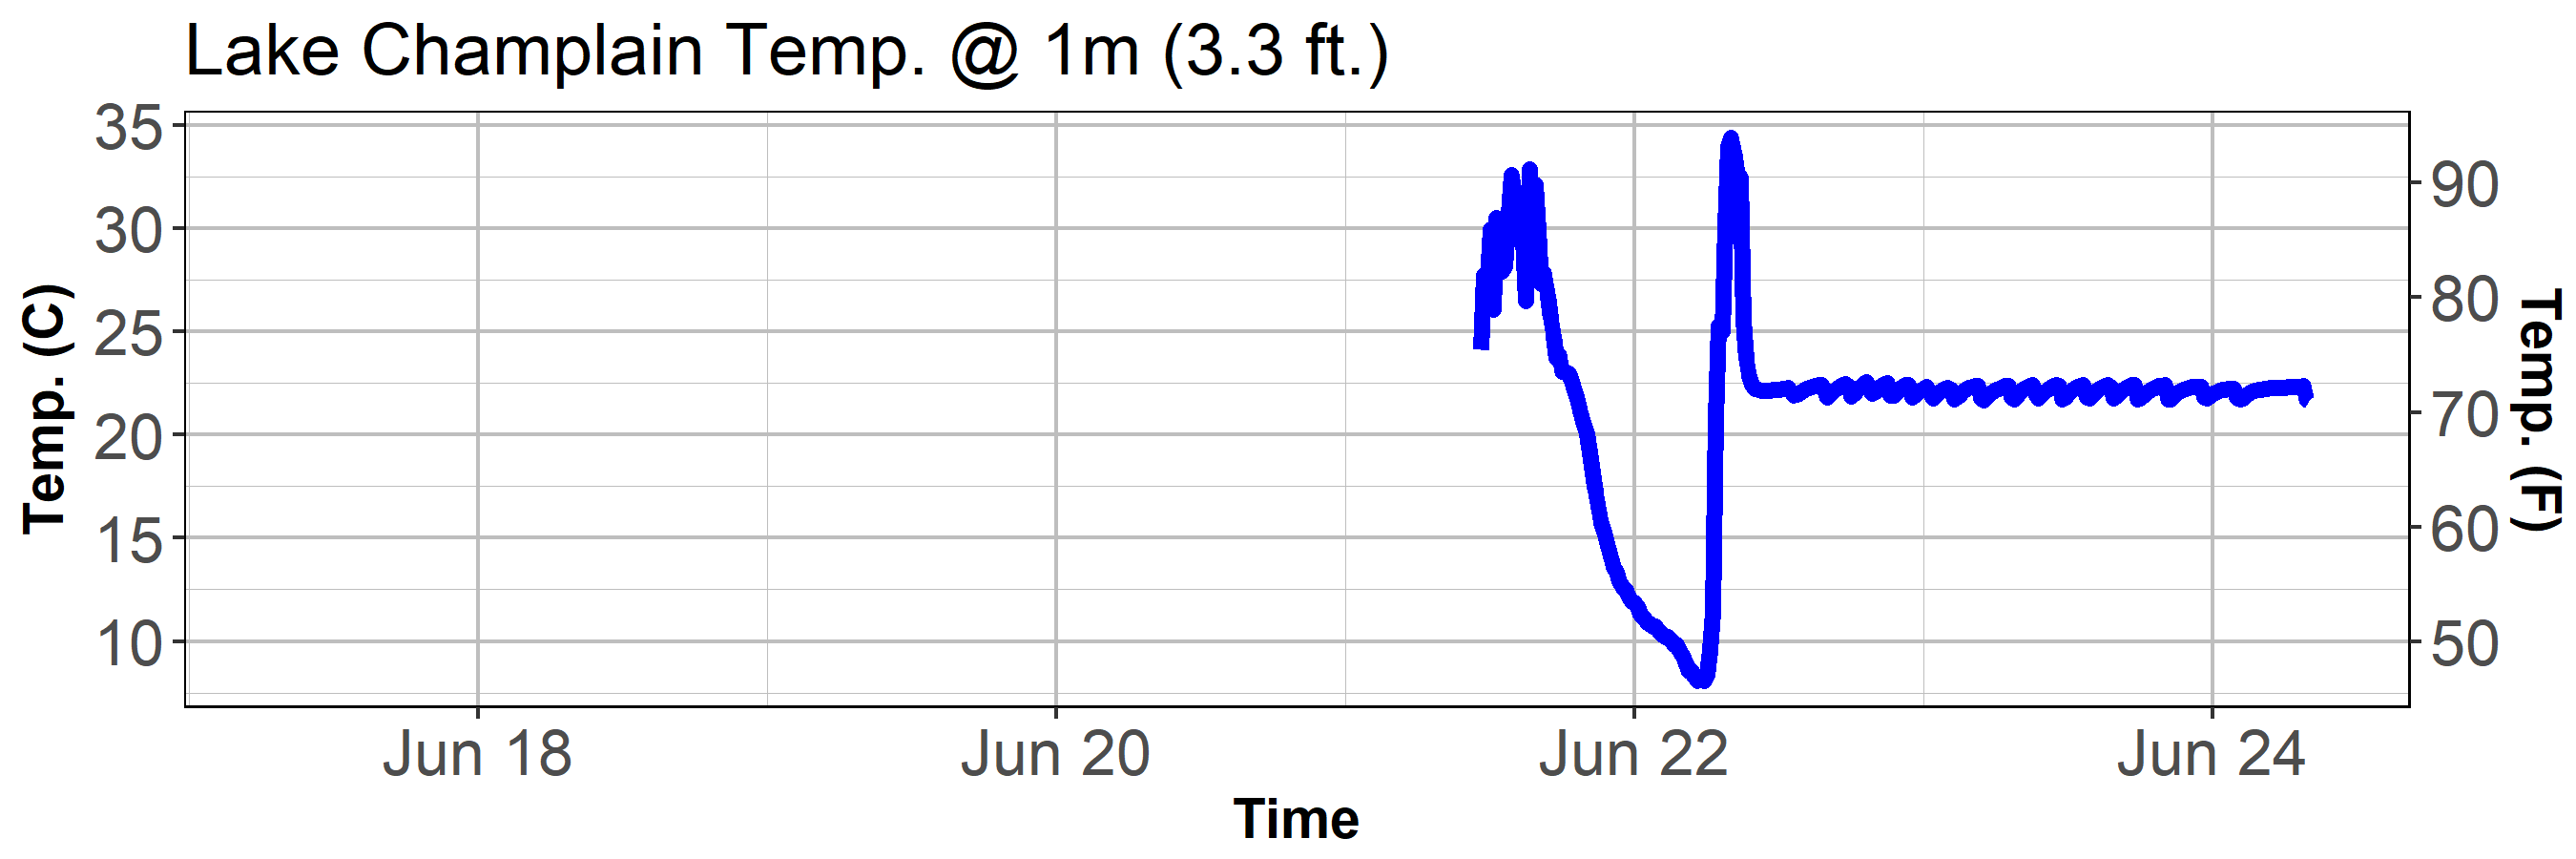 Lake Champlain Temp. @ 1m (3.3 ft.)
35
30
25
20
15
10
Temp. (C)
90
80
70
60
50
Temp. (F)
Jun 18
Jun 20
Jun 22
Jun 24
Time